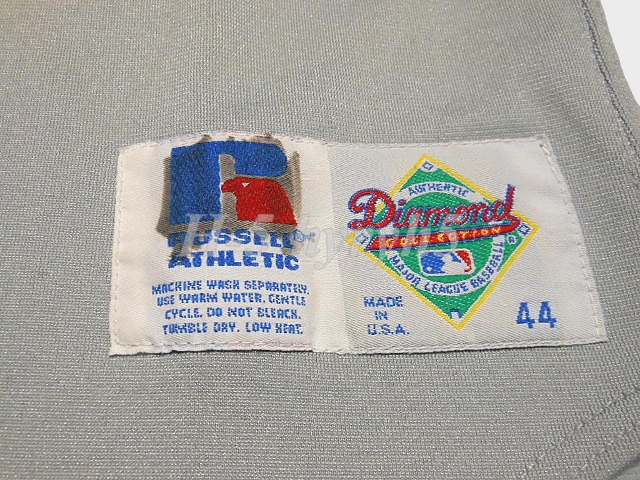 RUSSELL®
ATHLETIC
MACHINE WASH SEPARATELY.
USE WARM WATER, GENTLE
CYCLE. DO NOT BLEACH.
TUMBLE DRY. LOW HEAT.
AUTHENTIC
Diamond
COLLECTION
®
MAJOR LEAGUE BASEBALL
MADE
IN
U.S.A.
44